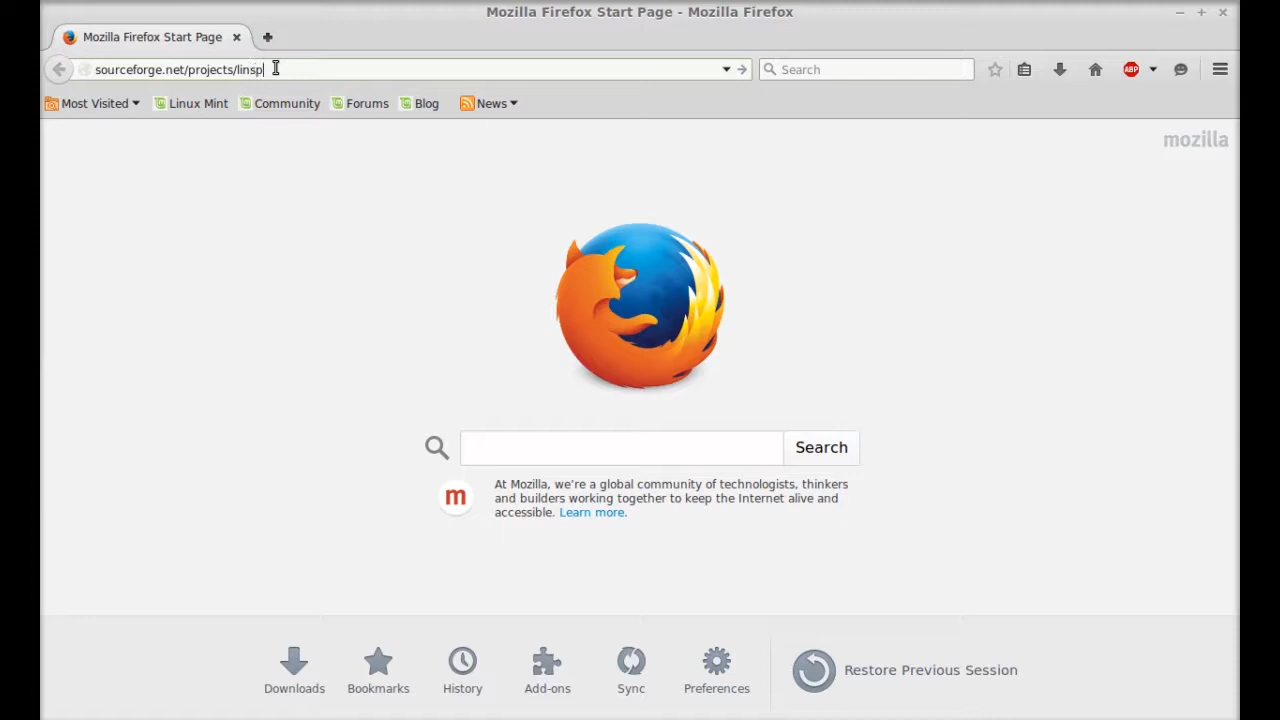 Mozilla Firefox Start Page - Mozilla Firefox
Mozilla Firefox Start Page
sourceforge.net/projects/linsp
Search
ABP
Most Visited
Linux Mint
Community
Forums
Blog
News
mozilla
Search
m
At Mozilla, we're a global community of technologists, thinkers
and builders working together to keep the Internet alive and
accessible. Learn more.
Downloads
Bookmarks
History
Add-ons
Sync
Preferences
Restore Previous Session